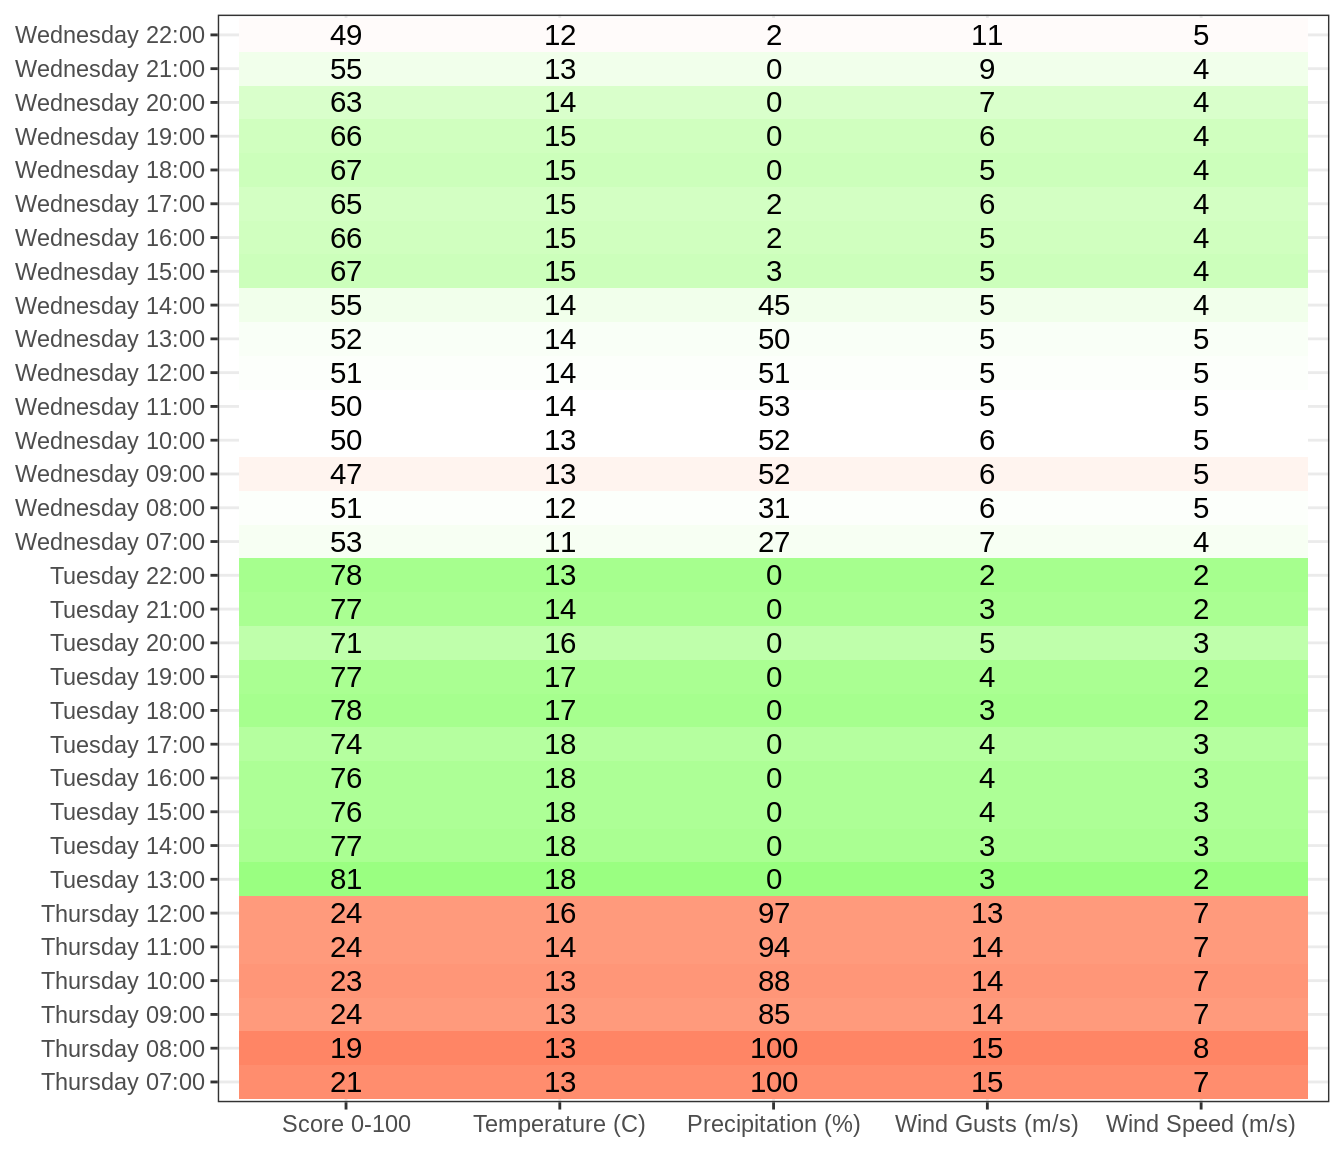 Wednesday 22:00 49 12 2 11 5
Wednesday 21:00 55 13 0 9 4
Wednesday 20:00 63 14 0 7 4
Wednesday 19:00 66 15 0 6 4
Wednesday 18:00 67 15 0 5 4
Wednesday 17:00 65 15 2 6 4
Wednesday 16:00 66 15 2 5 4
Wednesday 15:00 67 15 3 5 4
Wednesday 14:00 55 14 45 5 4
Wednesday 13:00 52 14 50 5 5
Wednesday 12:00 51 14 51 5 5
Wednesday 11:00 50 14 53 5 5
Wednesday 10:00 50 13 52 6 5
Wednesday 09:00 47 13 52 6 5
Wednesday 08:00 51 12 31 6 5
Wednesday 07:00 53 11 27 7 4
Tuesday 22:00 78 13 0 2 2
Tuesday 21:00 77 14 0 3 2
Tuesday 20:00 71 16 0 5 3
Tuesday 19:00 77 17 0 4 2
Tuesday 18:00 78 17 0 3 2
Tuesday 17:00 74 18 0 4 3
Tuesday 16:00 76 18 0 4 3
Tuesday 15:00 76 18 0 4 3
Tuesday 14:00 77 18 0 3 3
Tuesday 13:00 81 18 0 3 2
Thursday 12:00 24 16 97 13 7
Thursday 11:00 24 14 94 14 7
Thursday 10:00 23 13 88 14 7
Thursday 09:00 24 13 85 14 7
Thursday 08:00 19 13 100 15 8
Thursday 07:00 21 13 100 15 7
Score 0-100 Temperature (C) Precipitation (%) Wind Gusts (m/s) Wind Speed (m/s)